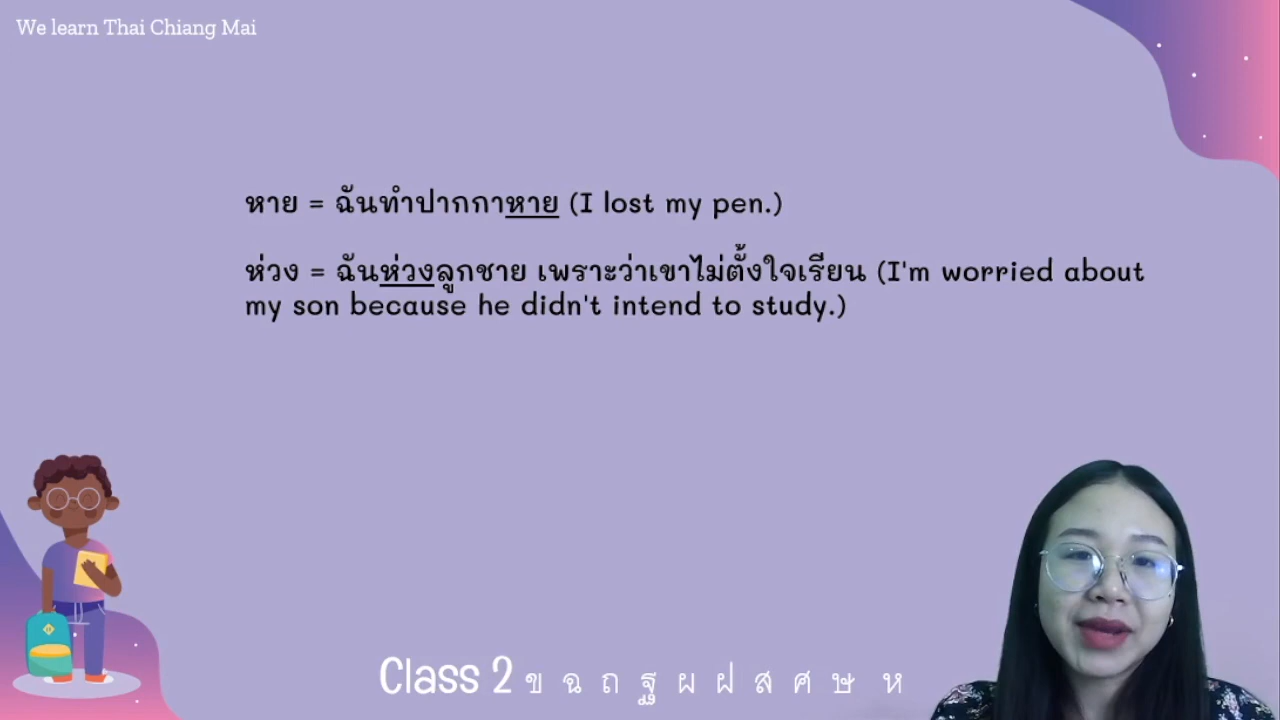 We learn Thai Chiang Mai
หาย = ฉันทำปากกาหาย (I lost my pen.)
ห่วง = ฉันห่วงลูกชาย เพราะว่าเขาไม่ตั้งใจเรียน (I'm worried about
my son because he didn't intend to study.)
Class 2 ข ฉ ถ ฐ ผ ฝ ส ศ ษ ห